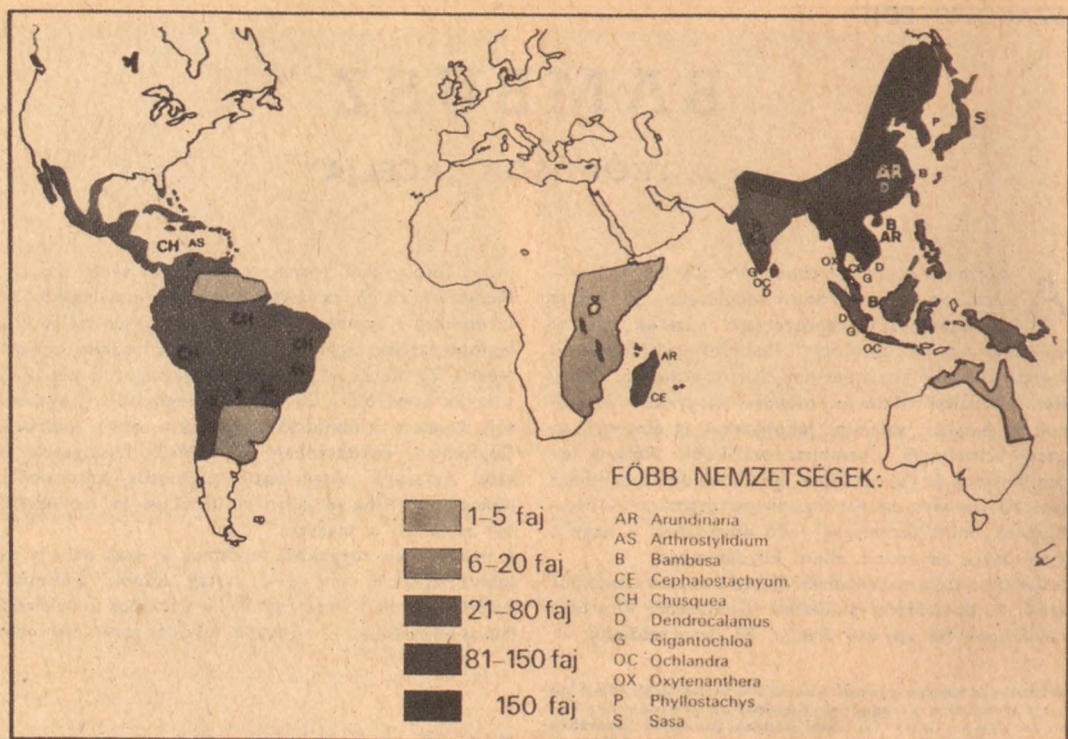 CH AS
CH
CH
CH
AR
CE
AR
D
B
P
S
B
AR
OX
CE
D
G
G
OC
B
D
G
OC
FŐBB NEMZETSÉGEK:
1–5 faj
6–20 faj
21–80 faj
81–150 faj
150 faj
AR Arundinaria
AS Arthrostylidium
B Bambusa
CE Cephalostachyum
CH Chusquea
D Dendrocalamus
G Gigantochloa
OC Ochlandra
OX Oxytenanthera
P Phyllostachys
S Sasa